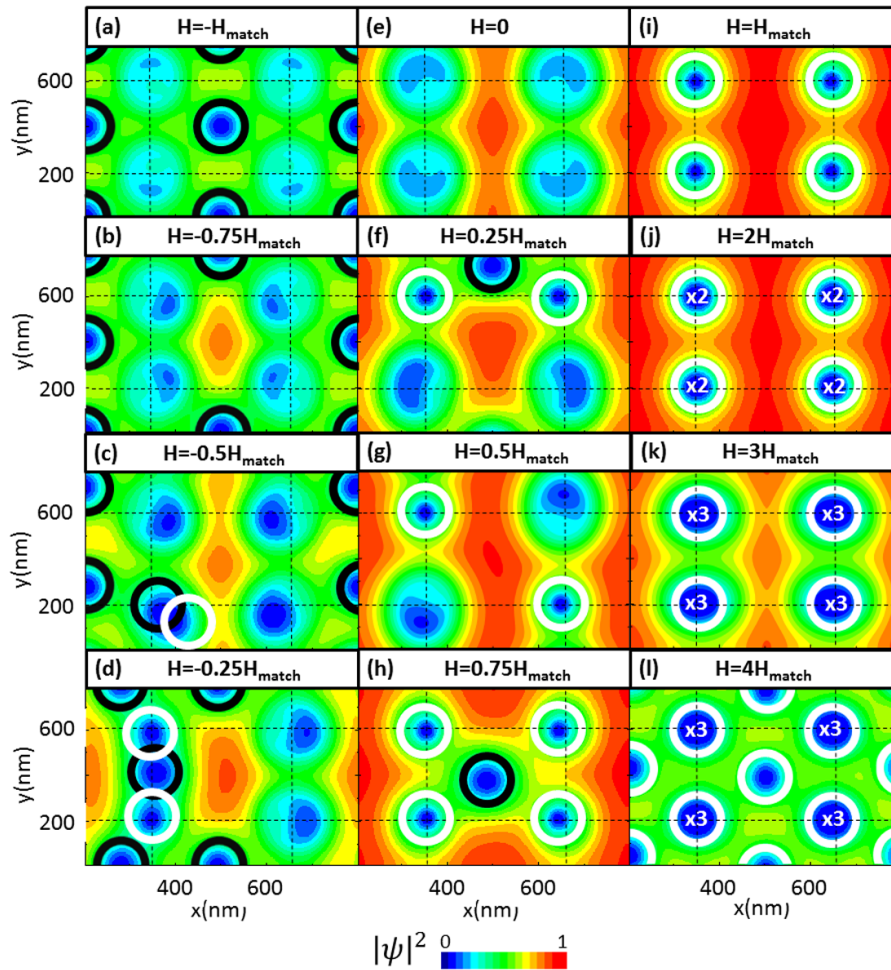 (a) H=-H_match
(e) H=0
(i) H=H_match
y(nm)
600
200
(b) H=-0.75H_match
(f) H=0.25H_match
(j) H=2H_match
y(nm)
600
200
x2 x2
x2 x2
(c) H=-0.5H_match
(g) H=0.5H_match
(k) H=3H_match
y(nm)
600
200
x3 x3
x3 x3
(d) H=-0.25H_match
(h) H=0.75H_match
(l) H=4H_match
y(nm)
600
200
x3 x3
x3 x3
400 600 400 600 400 600
x(nm) x(nm) x(nm)
|ψ|² 0 1